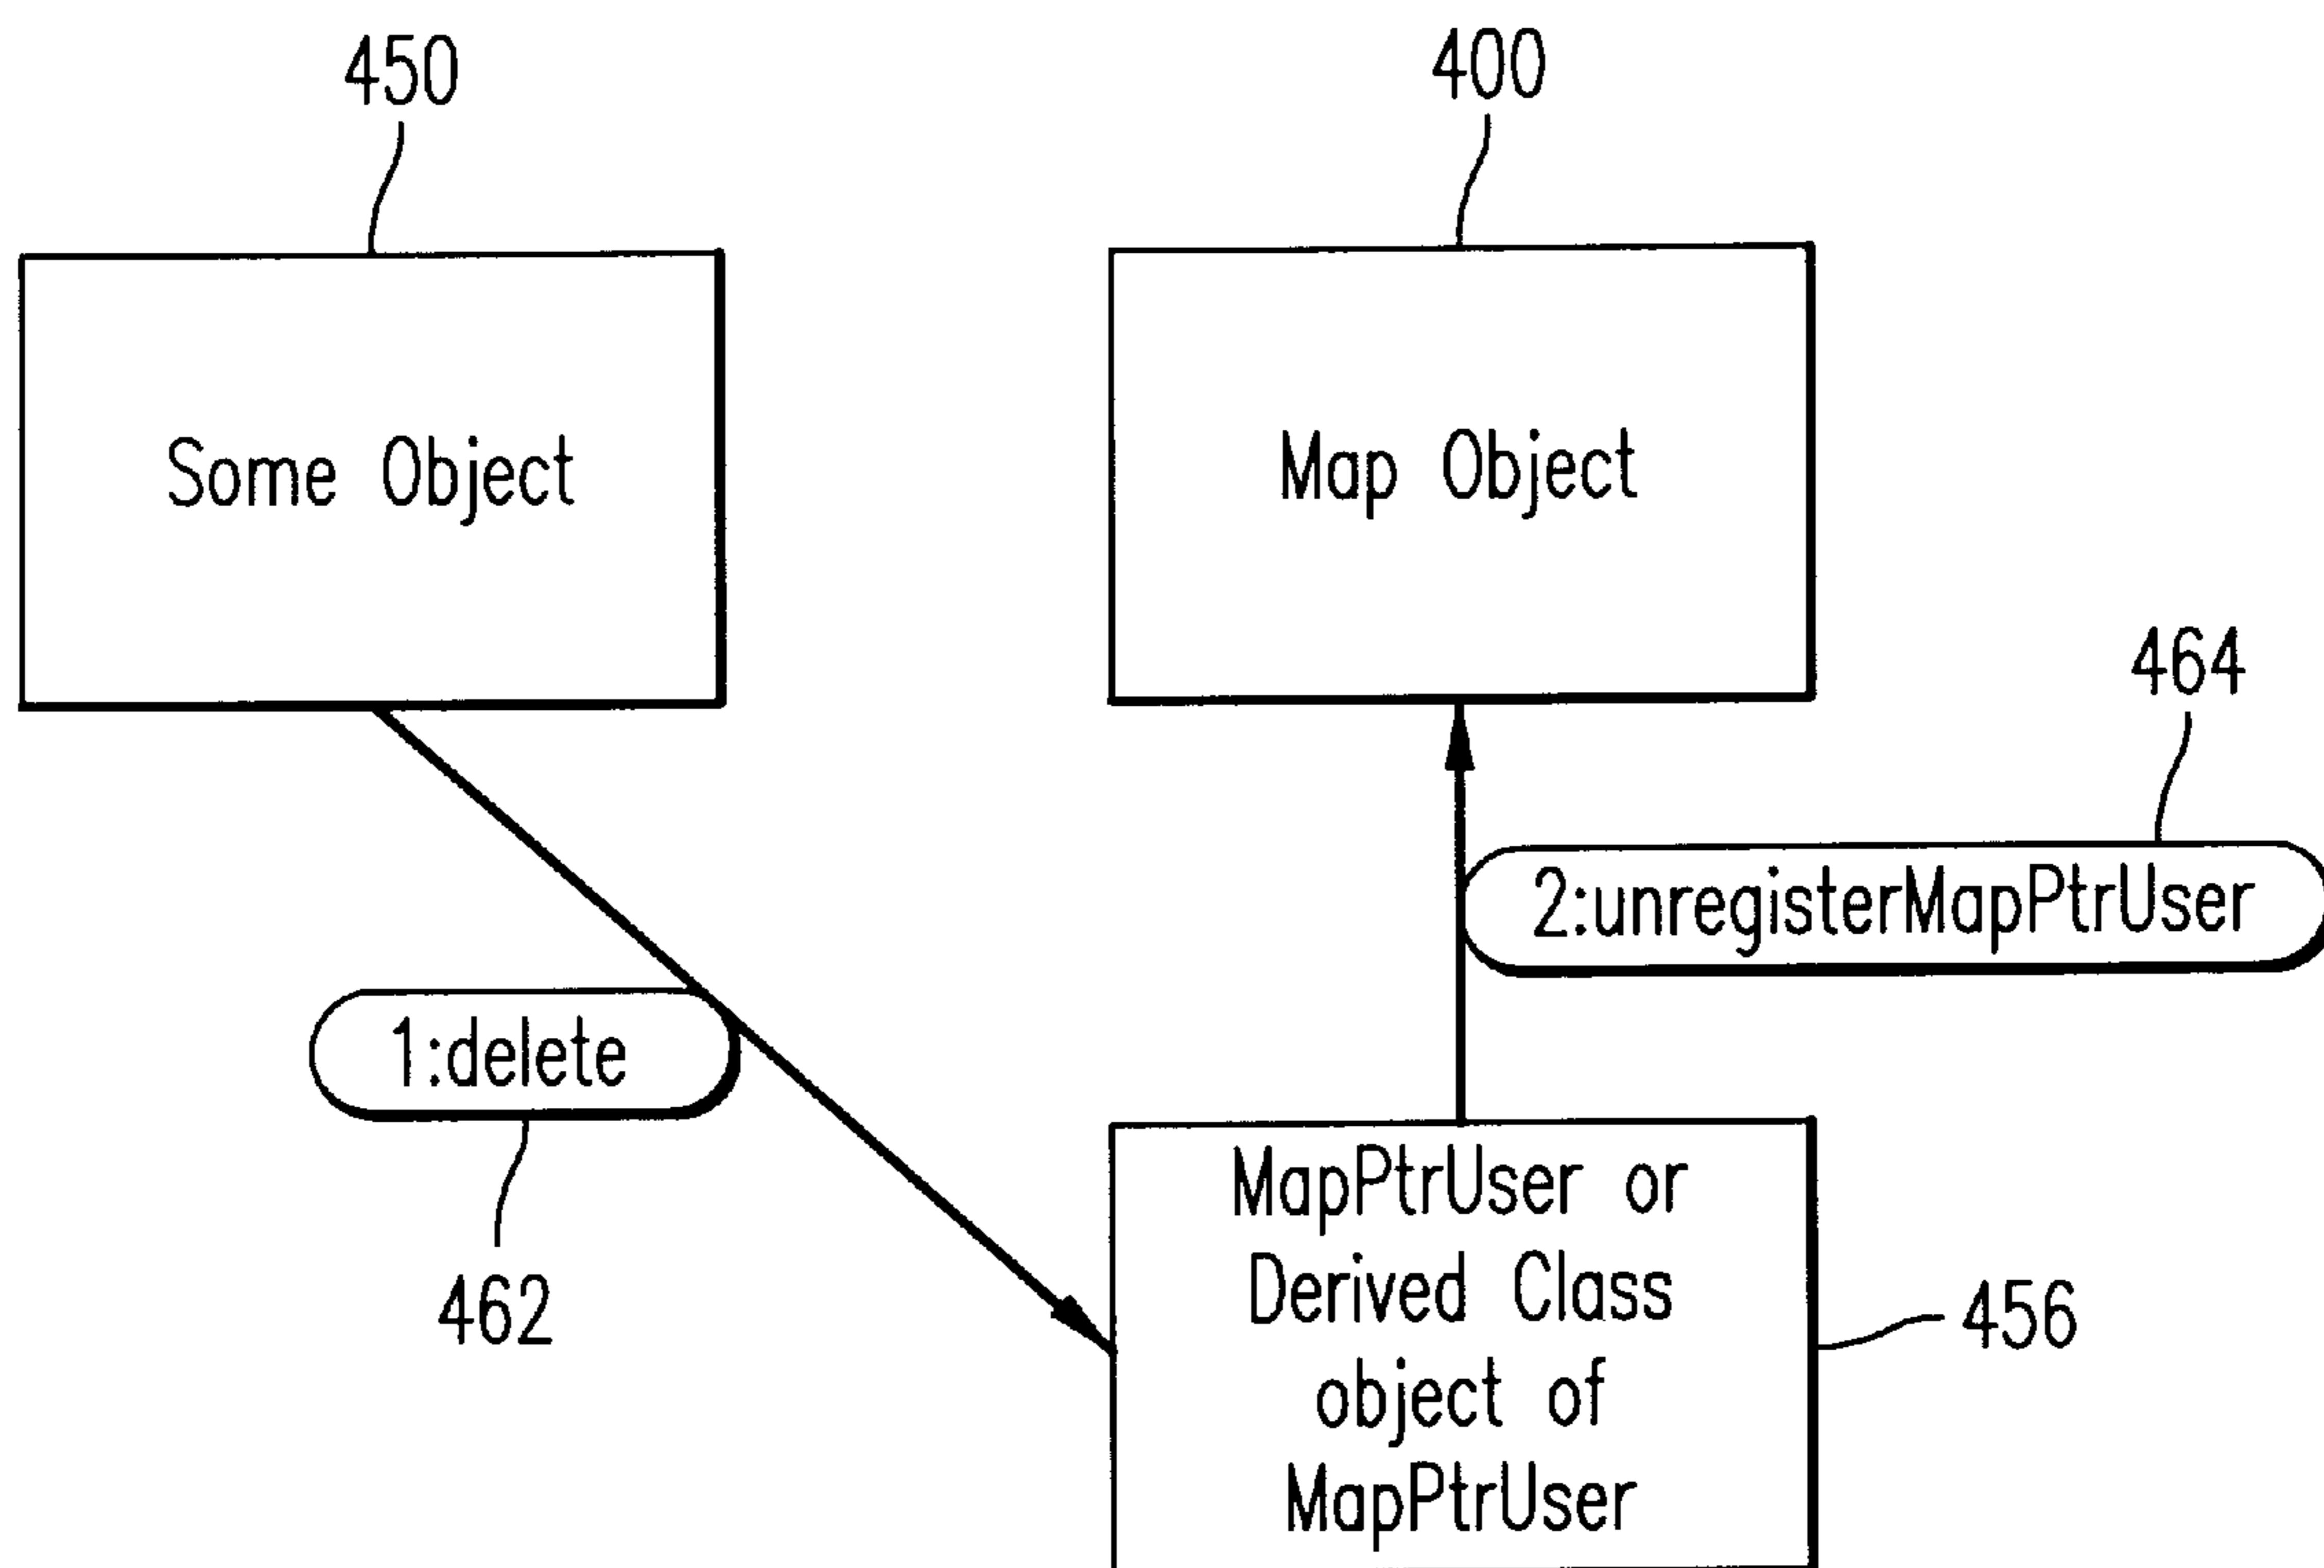 450
400
Some Object
Map Object
464
2:unregisterMapPtrUser
1:delete
462
MapPtrUser or
Derived Class
object of
MapPtrUser
456